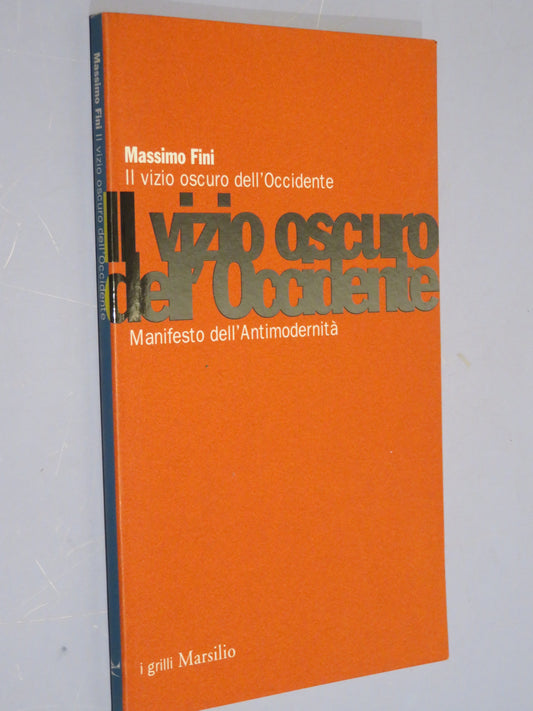 Massimo Fini Il vizio oscuro dell'Occidente
Massimo Fini
Il vizio oscuro dell'Occidente
Il vizio oscuro
dell'Occidente
Manifesto dell'Antimodernità
i grilli Marsilio